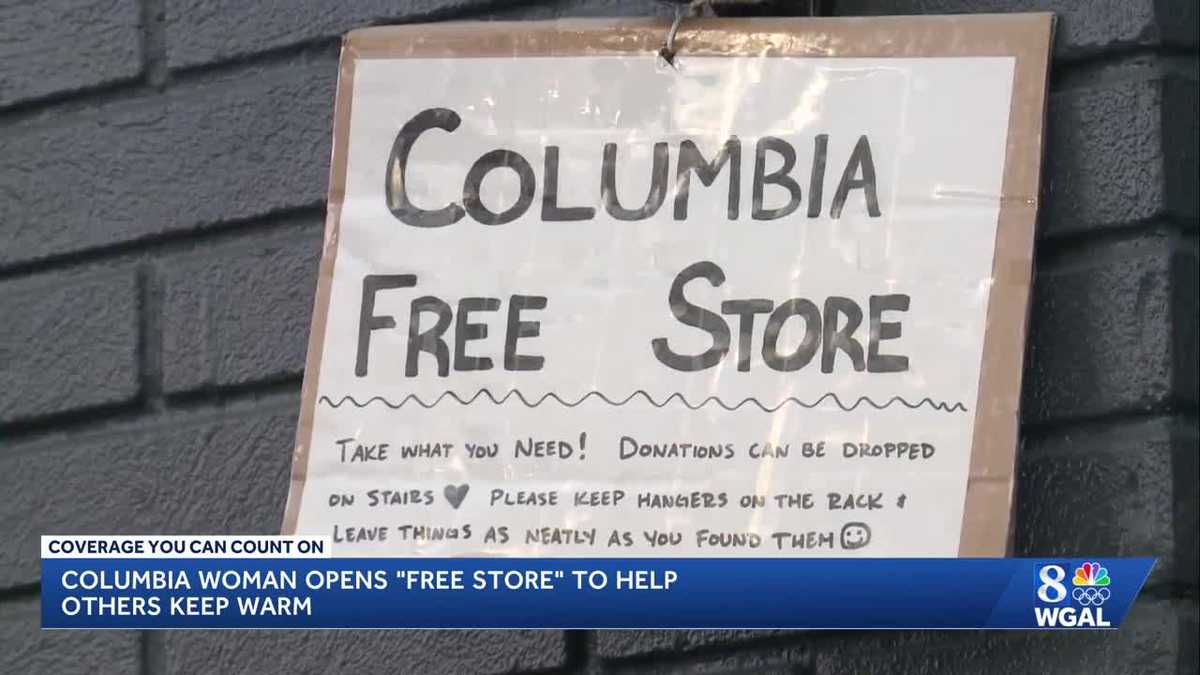 COLUMBIA
FREE STORE
TAKE WHAT YOU NEED! DONATIONS CAN BE DROPPED
ON STAIRS ♥ PLEASE KEEP HANGERS ON THE RACK &
LEAVE THINGS AS NEATLY AS YOU FOUND THEM ☺
COVERAGE YOU CAN COUNT ON
COLUMBIA WOMAN OPENS "FREE STORE" TO HELP
OTHERS KEEP WARM
8
WGAL